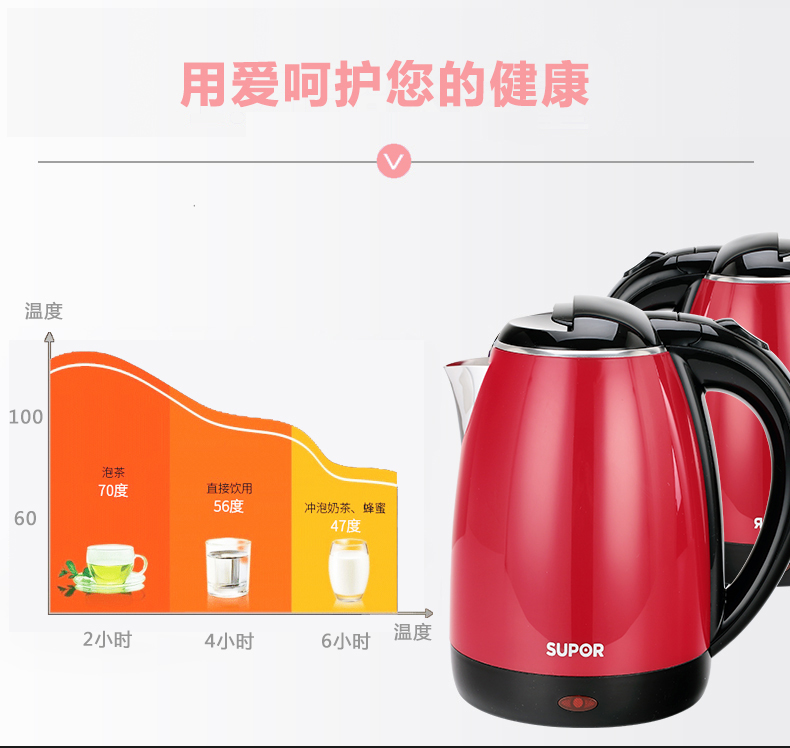 用爱呵护您的健康
温度
100
60
泡茶
70度
直接饮用
56度
冲泡奶茶、蜂蜜
47度
2小时
4小时
6小时
温度
SUPOR